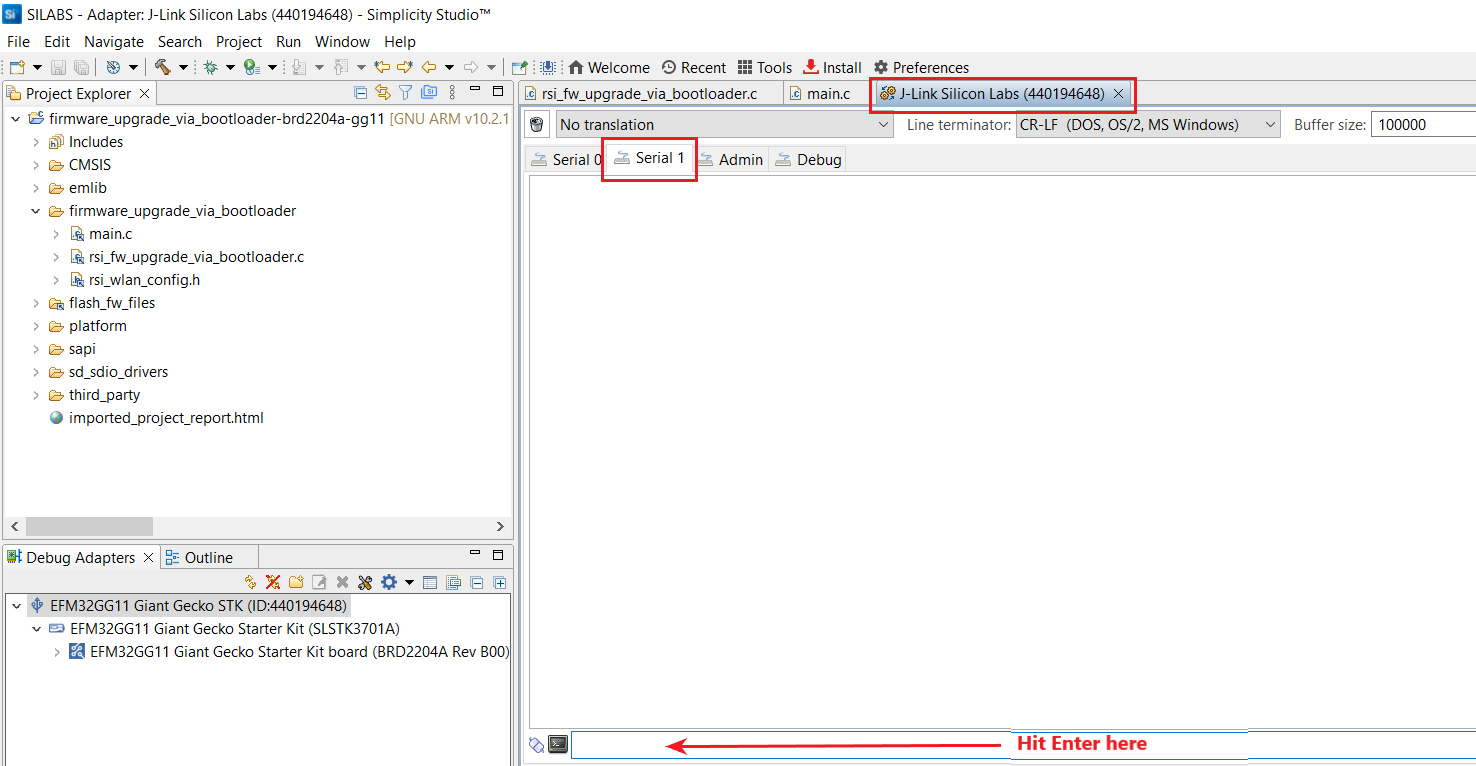 SILABS - Adapter: J-Link Silicon Labs (440194648) - Simplicity Studio™
File Edit Navigate Search Project Run Window Help
Welcome Recent Tools Install Preferences
Project Explorer
rsi_fw_upgrade_via_bootloader.c main.c J-Link Silicon Labs (440194648)
firmware_upgrade_via_bootloader-brd2204a-gg11 [GNU ARM v10.2.1
Includes
CMSIS
emlib
firmware_upgrade_via_bootloader
main.c
rsi_fw_upgrade_via_bootloader.c
rsi_wlan_config.h
flash_fw_files
platform
sapi
sd_sdio_drivers
third_party
imported_project_report.html
No translation Line terminator: CR-LF (DOS, OS/2, MS Windows) Buffer size: 100000
Serial 0 Serial 1 Admin Debug
Debug Adapters Outline
EFM32GG11 Giant Gecko STK (ID:440194648)
EFM32GG11 Giant Gecko Starter Kit (SLSTK3701A)
EFM32GG11 Giant Gecko Starter Kit board (BRD2204A Rev B00)
Hit Enter here